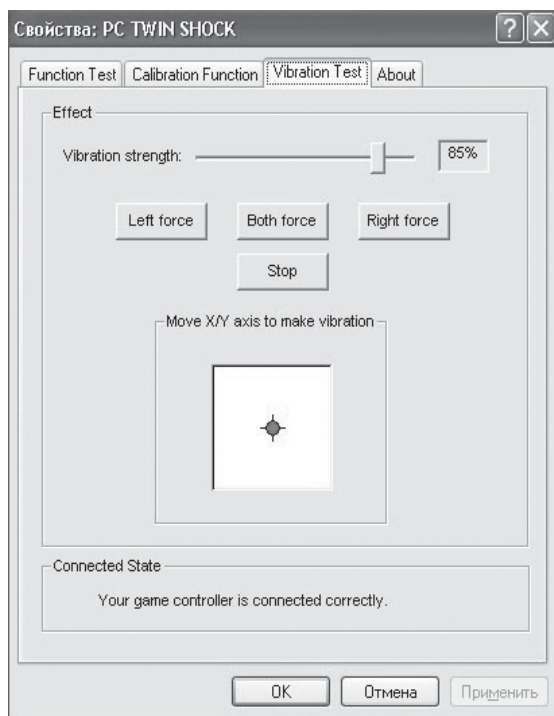 Свойства: PC TWIN SHOCK
Function Test Calibration Function Vibration Test About
Effect
Vibration strength: 85%
Left force Both force Right force
Stop
Move X/Y axis to make vibration
Connected State
Your game controller is connected correctly.
OK Отмена Применить